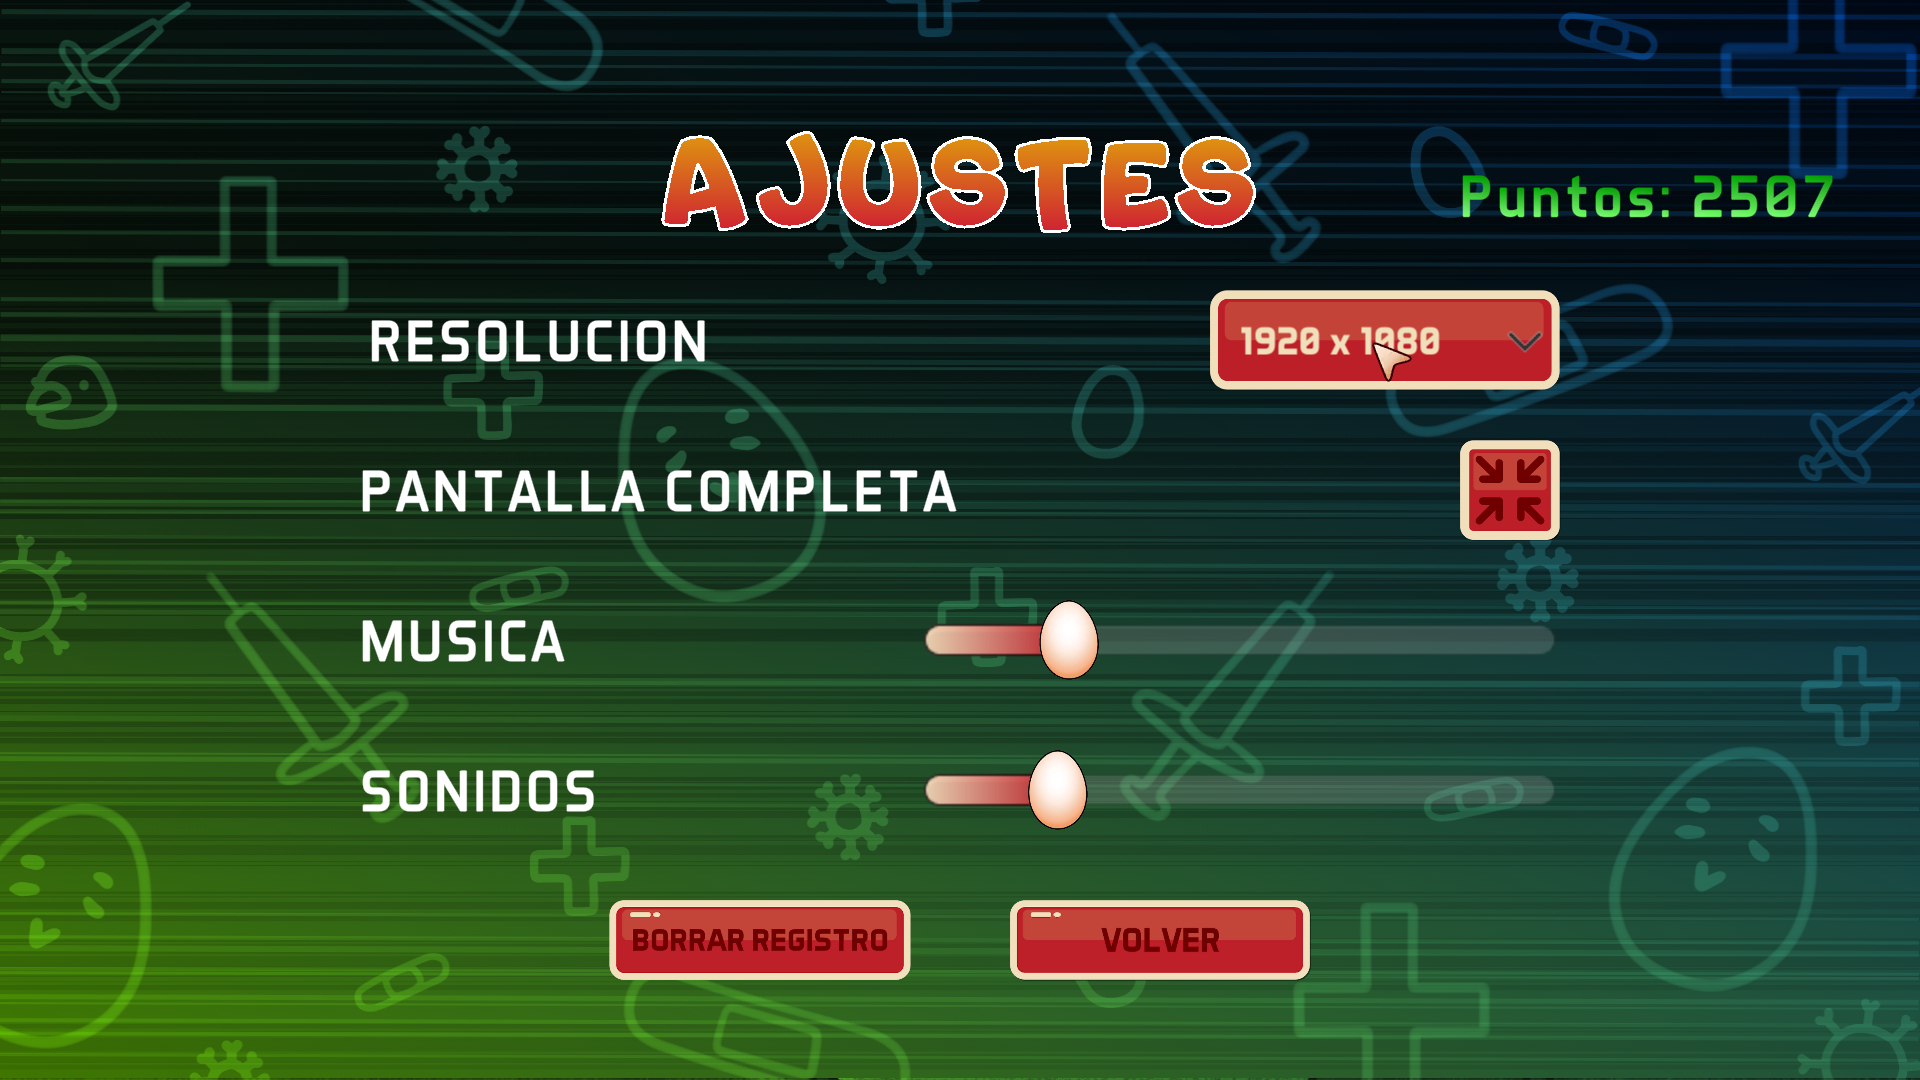 AJUSTES
Puntos: 2507
RESOLUCION
1920 x 1080
PANTALLA COMPLETA
MUSICA
SONIDOS
BORRAR REGISTRO
VOLVER